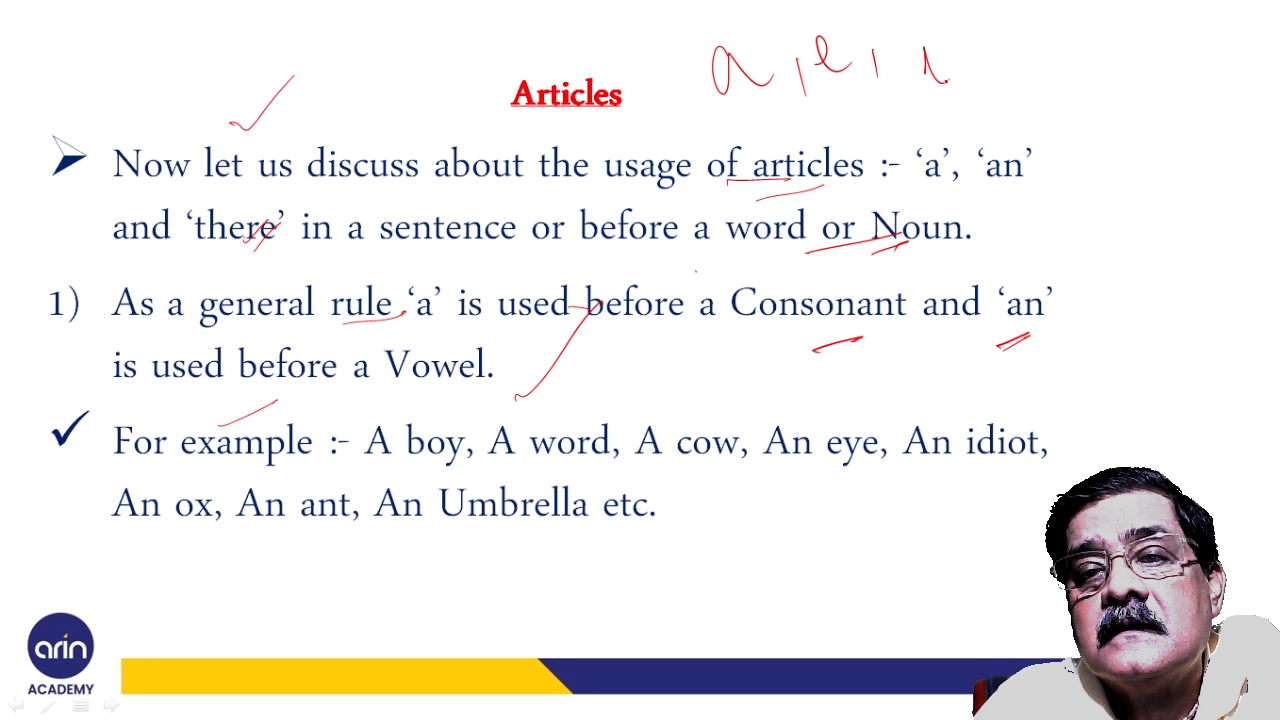 a, e, i
Articles
Now let us discuss about the usage of articles :- ‘a’, ‘an’
and ‘there’ in a sentence or before a word or Noun.
1) As a general rule ‘a’ is used before a Consonant and ‘an’
is used before a Vowel.
For example :- A boy, A word, A cow, An eye, An idiot,
An ox, An ant, An Umbrella etc.
arin
ACADEMY